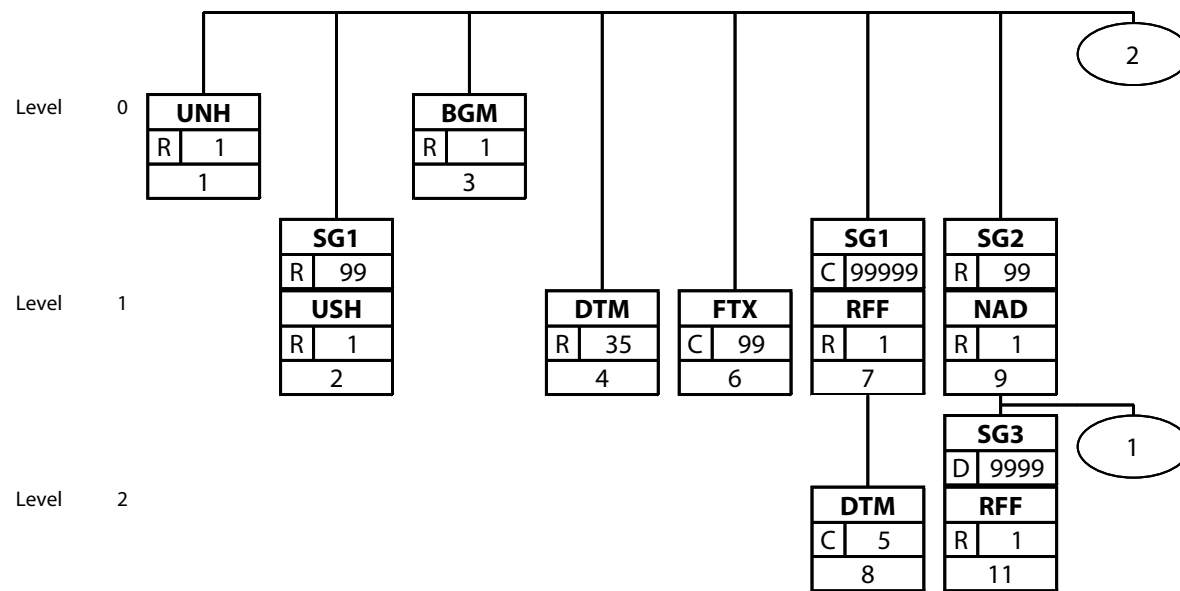 2
Level 0
UNH
R 1
1
BGM
R 1
3
SG1
R 99
SG1
C 99999
SG2
R 99
Level 1
USH
R 1
2
DTM
R 35
4
FTX
C 99
6
RFF
R 1
7
NAD
R 1
9
SG3
D 9999
1
Level 2
DTM
C 5
8
RFF
R 1
11